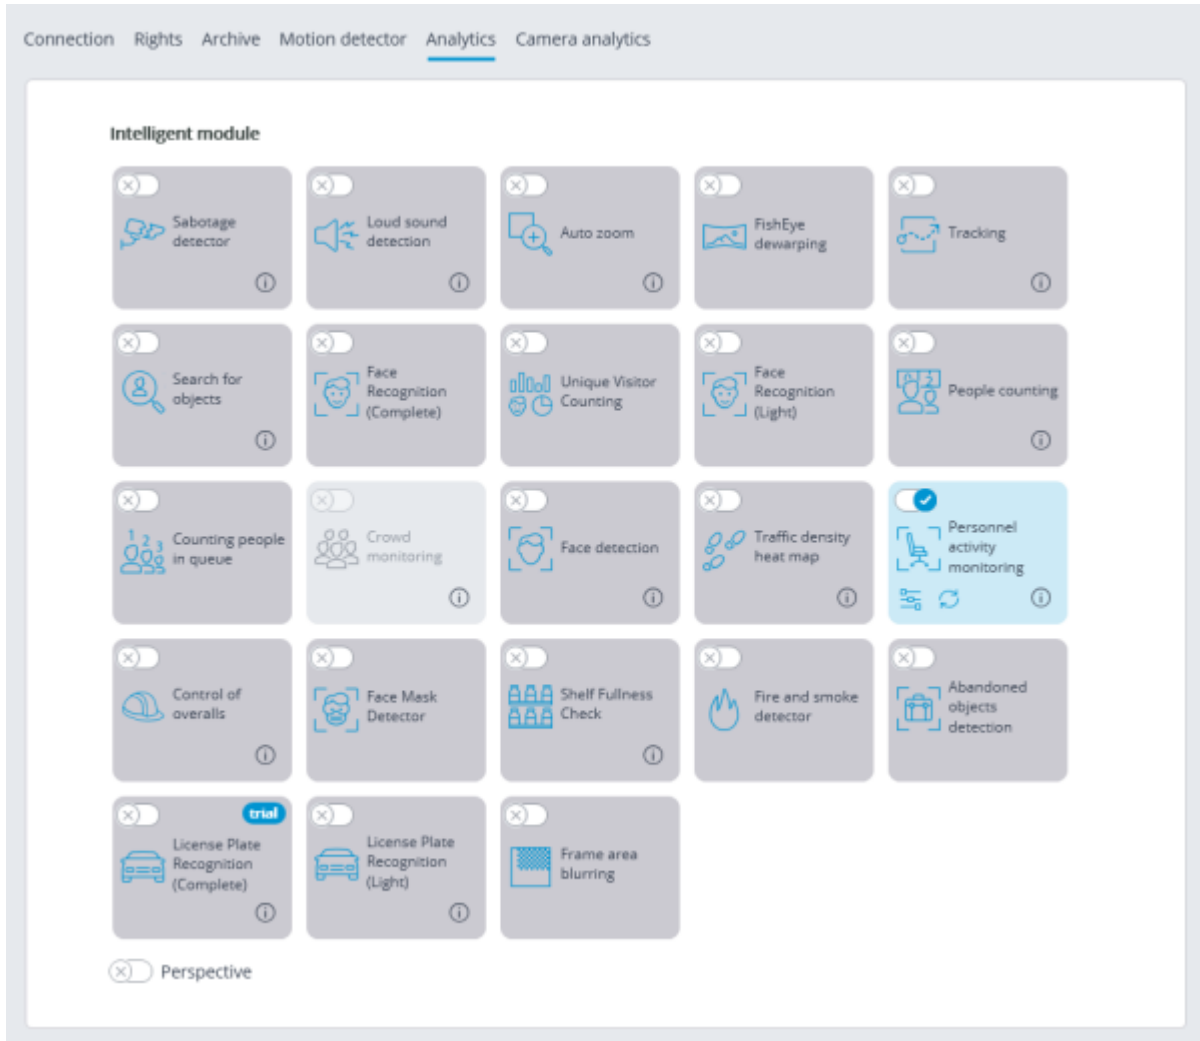 Connection Rights Archive Motion detector Analytics Camera analytics
Intelligent module
Sabotage
detector
Loud sound
detection
Auto zoom
FishEye
dewarping
Tracking
Search for
objects
Face
Recognition
(Complete)
Unique Visitor
Counting
Face
Recognition
(Light)
People counting
Counting people
in queue
Crowd
monitoring
Face detection
Traffic density
heat map
Personnel
activity
monitoring
Control of
overalls
Face Mask
Detector
Shelf Fullness
Check
Fire and smoke
detector
Abandoned
objects
detection
trial
License Plate
Recognition
(Complete)
License Plate
Recognition
(Light)
Frame area
blurring
Perspective